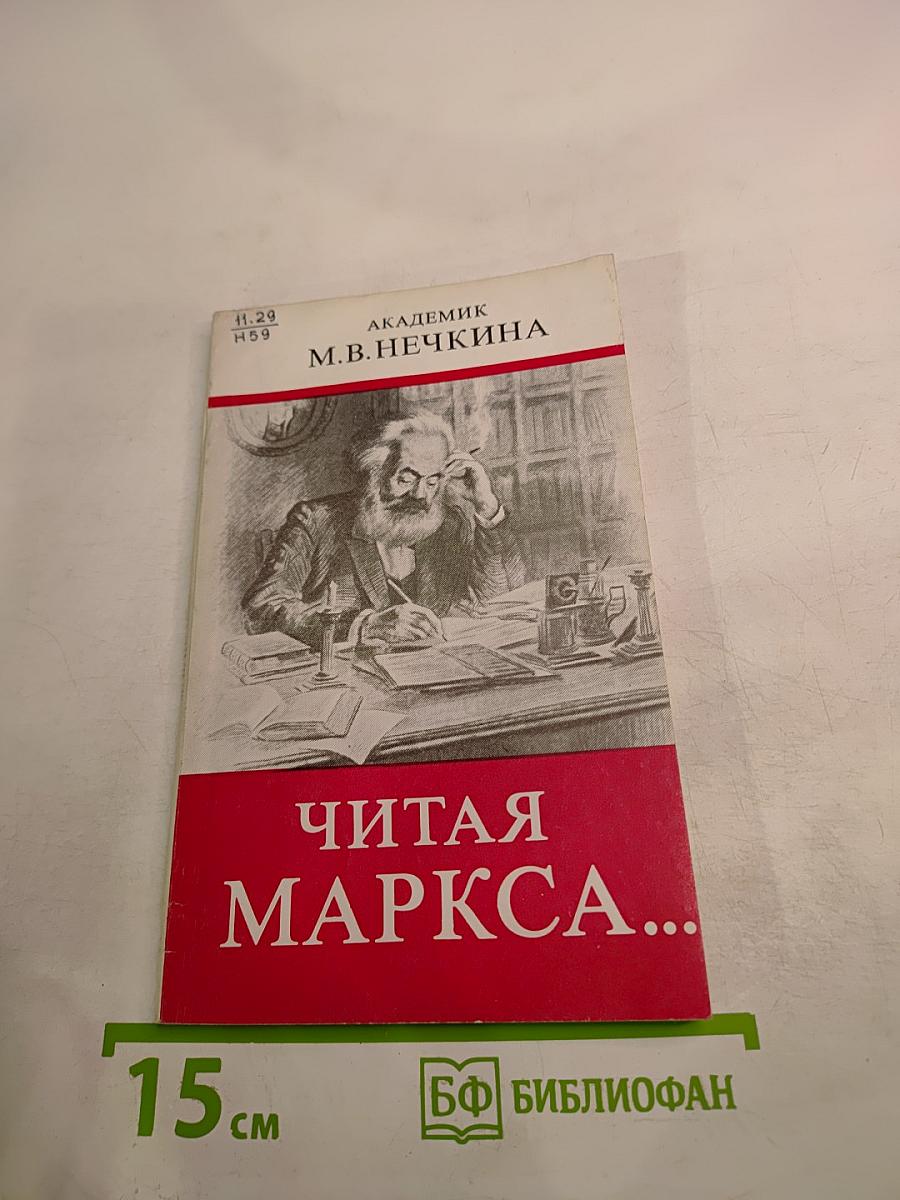 11.29
Н59
АКАДЕМИК
М.В.НЕЧКИНА
ЧИТАЯ
МАРКСА...
15 см
БФ БИБЛИОФАН